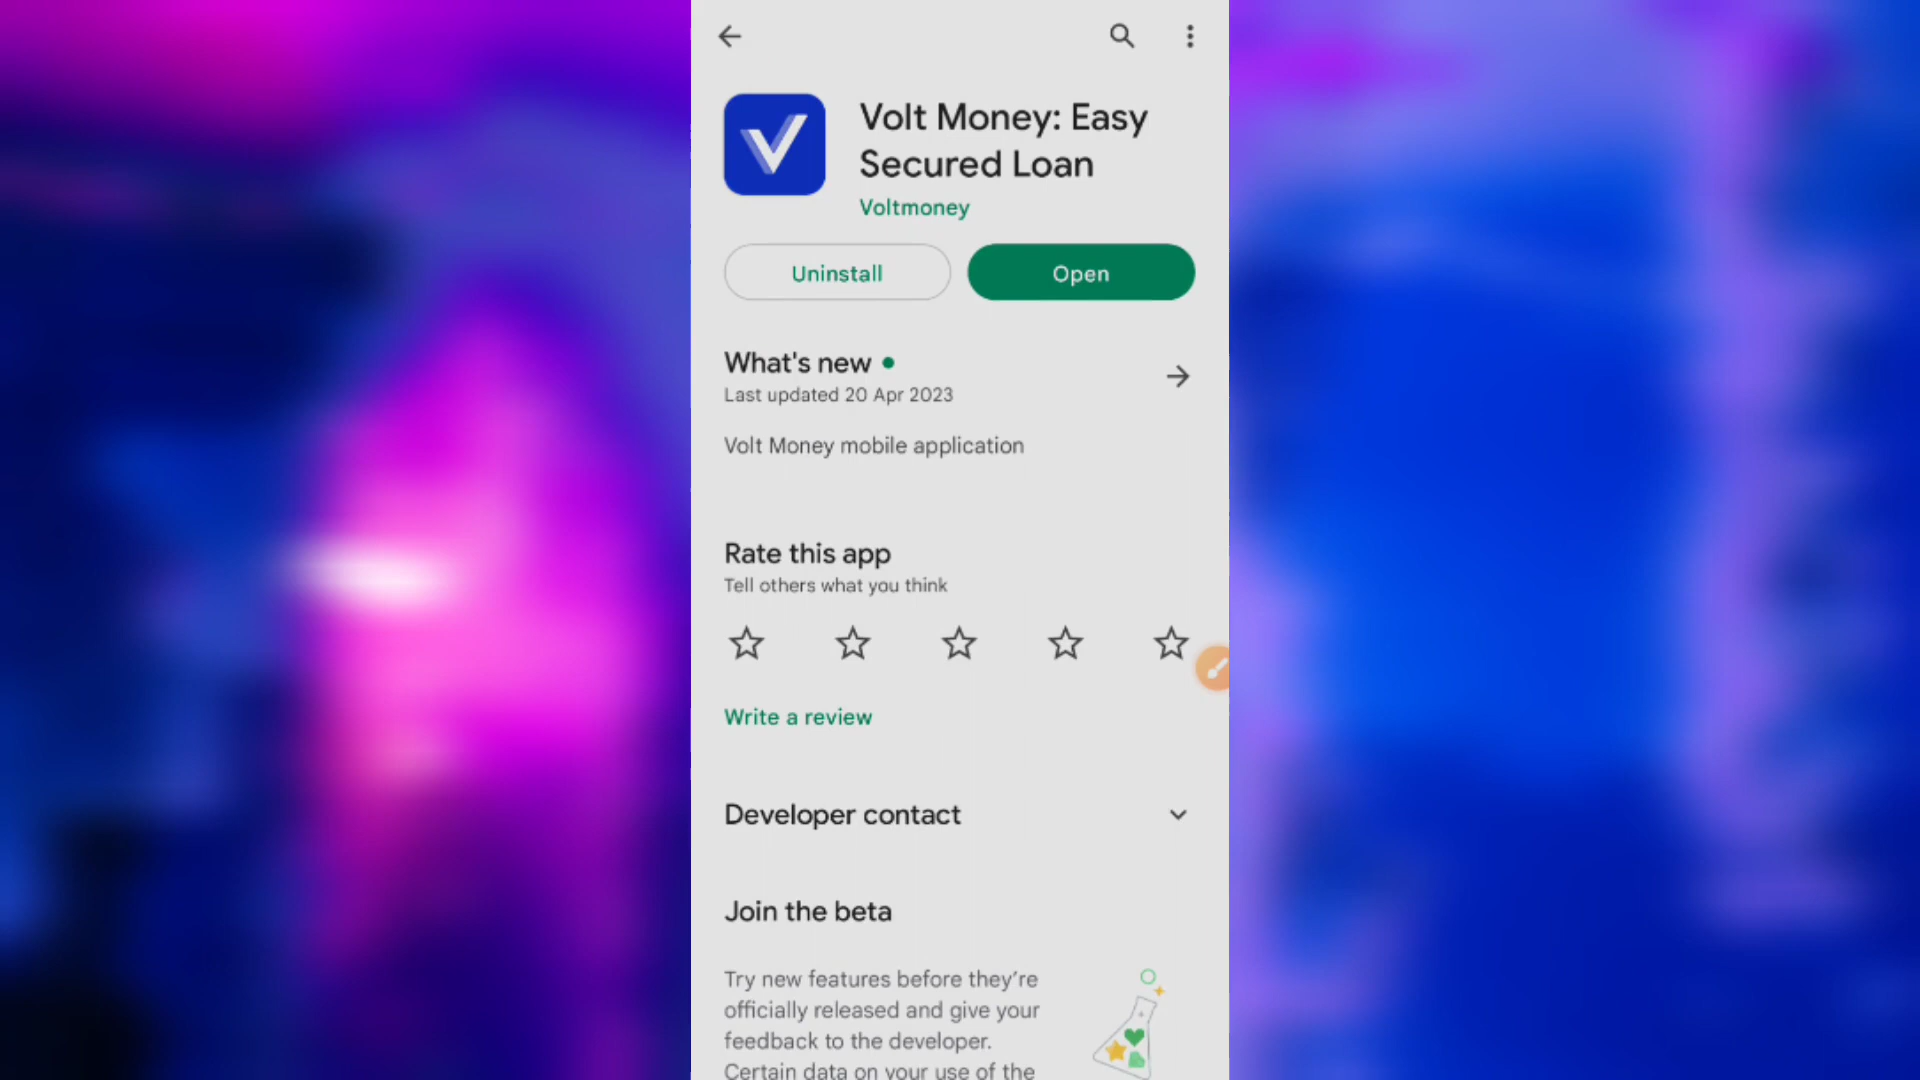 Volt Money: Easy
Secured Loan
Voltmoney
Uninstall
Open
What's new
Last updated 20 Apr 2023
Volt Money mobile application
Rate this app
Tell others what you think
Write a review
Developer contact
Join the beta
Try new features before they're
officially released and give your
feedback to the developer.
Certain data on your use of the